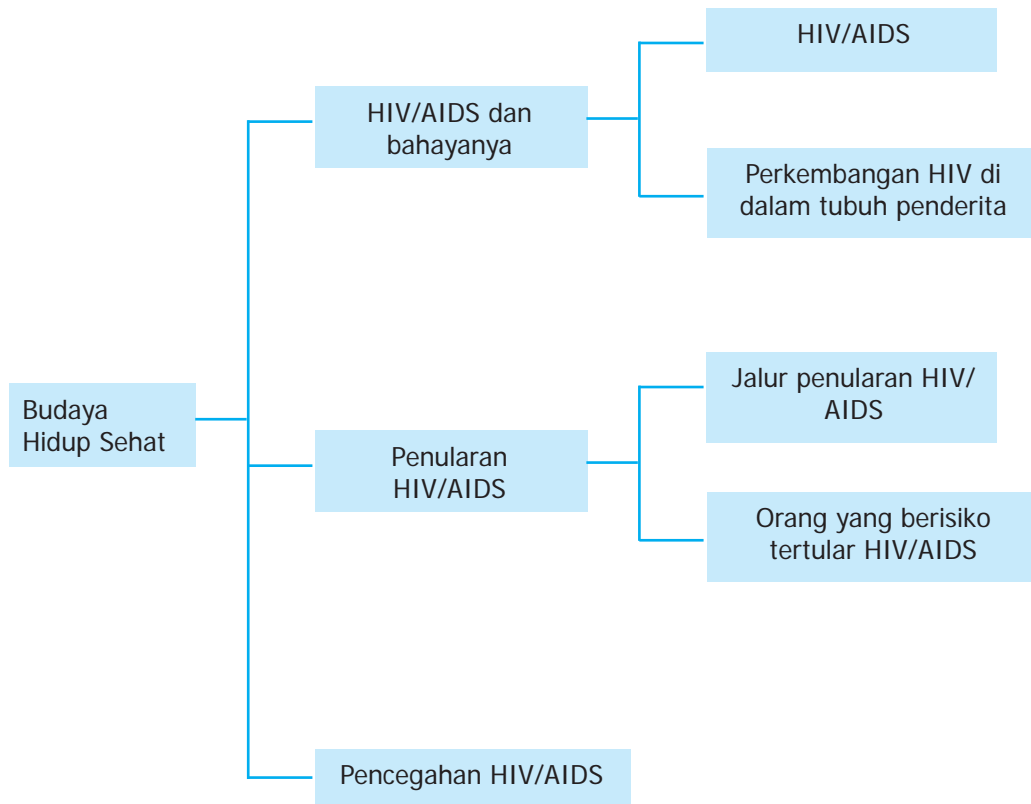 Budaya
Hidup Sehat
HIV/AIDS dan
bahayanya
HIV/AIDS
Perkembangan HIV di
dalam tubuh penderita
Penularan
HIV/AIDS
Jalur penularan HIV/
AIDS
Orang yang berisiko
tertular HIV/AIDS
Pencegahan HIV/AIDS